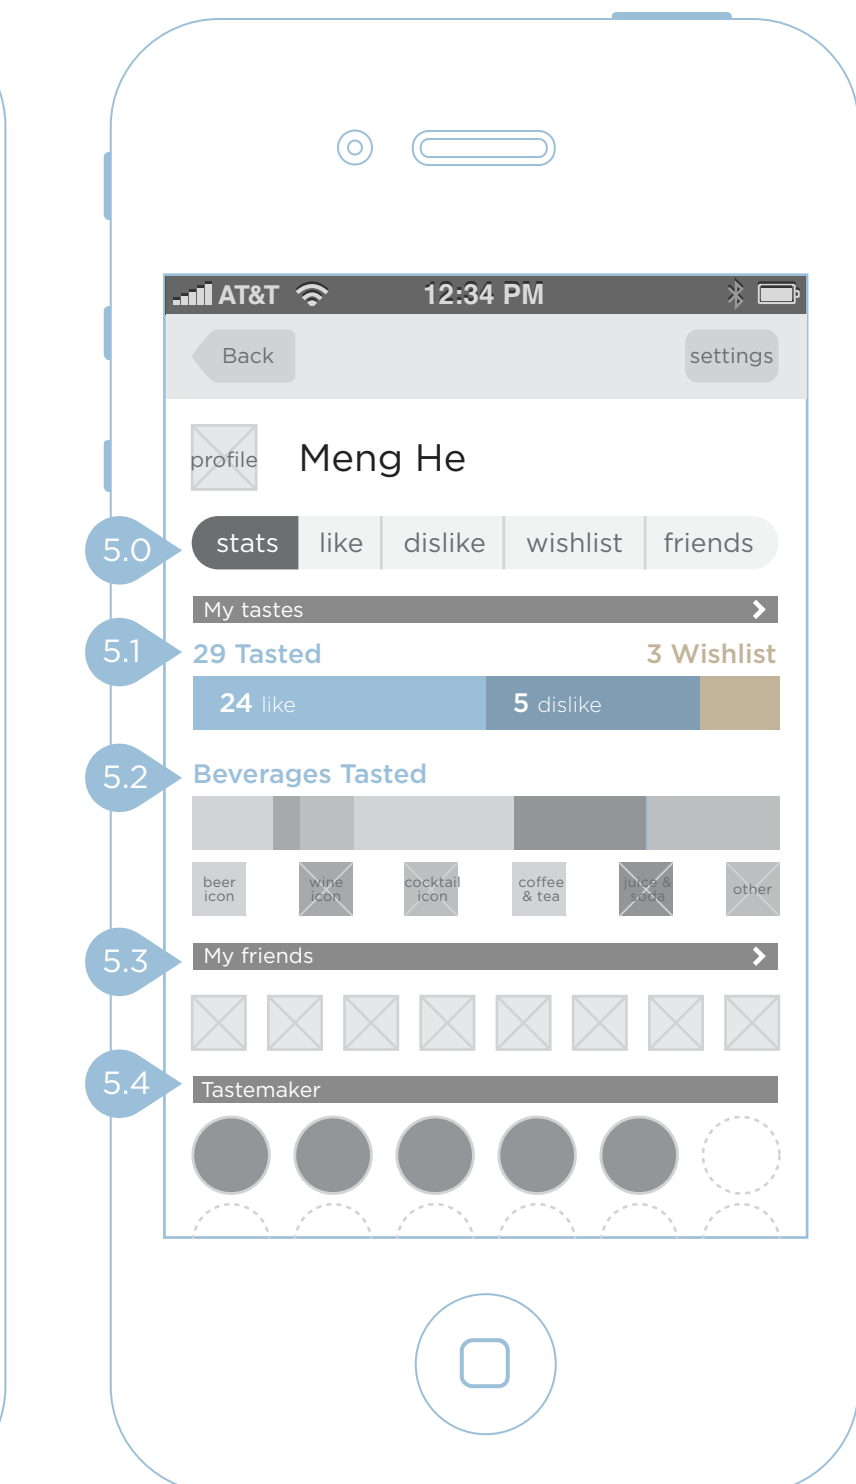 AT&T 12:34 PM
Back settings
profile Meng He
5.0 stats like dislike wishlist friends
My tastes
5.1 29 Tasted 3 Wishlist
24 like 5 dislike
5.2 Beverages Tasted
beer icon
wine icon
cocktail icon
coffee & tea
juice & soda
other
5.3 My friends
5.4 Tastemaker